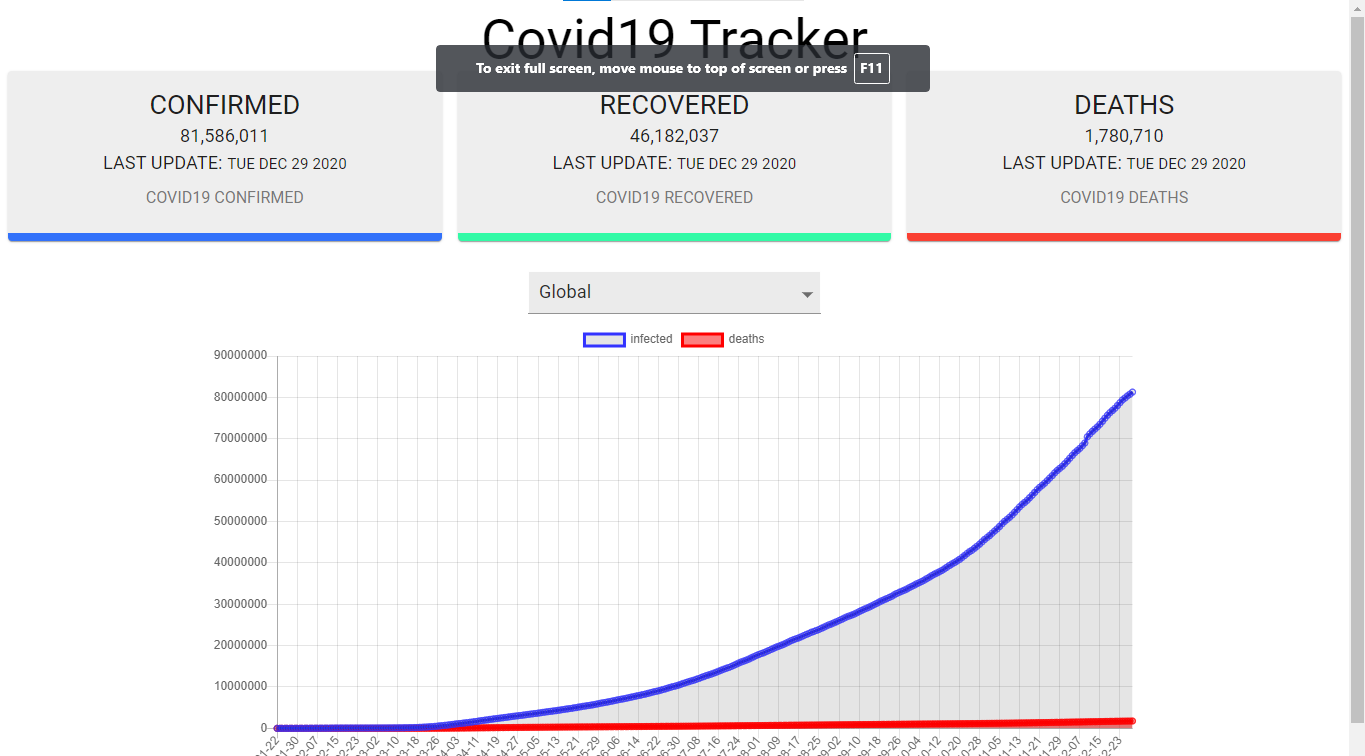 Covid19 Tracker
To exit full screen, move mouse to top of screen or press F11
CONFIRMED
81,586,011
LAST UPDATE: TUE DEC 29 2020
COVID19 CONFIRMED
RECOVERED
46,182,037
LAST UPDATE: TUE DEC 29 2020
COVID19 RECOVERED
DEATHS
1,780,710
LAST UPDATE: TUE DEC 29 2020
COVID19 DEATHS
Global
infected deaths
90000000
80000000
70000000
60000000
50000000
40000000
30000000
20000000
10000000
0